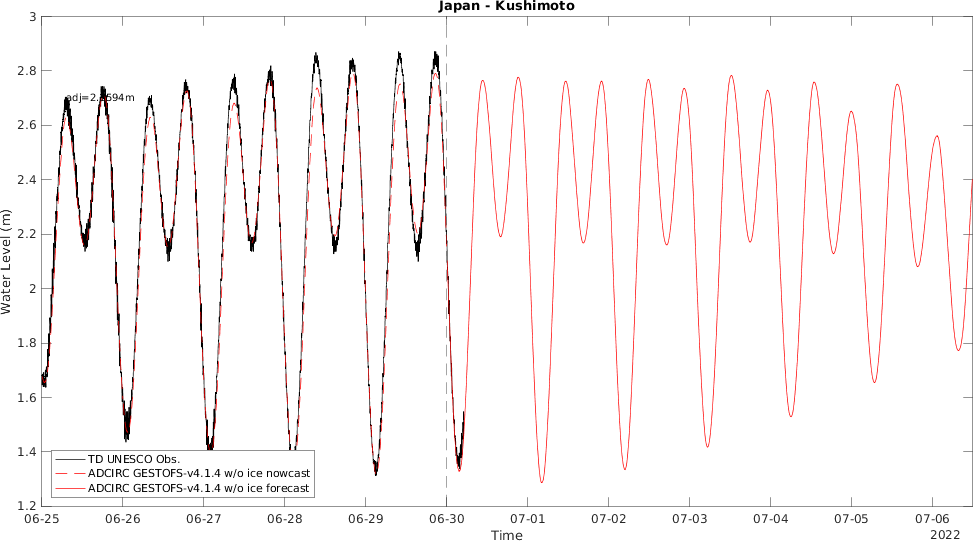 Japan - Kushimoto
Water Level (m)
3
2.8
2.6
2.4
2.2
2
1.8
1.6
1.4
1.2
TD UNESCO Obs.
ADCIRC GESTOFS-v4.1.4 w/o ice nowcast
ADCIRC GESTOFS-v4.1.4 w/o ice forecast
06-25 06-26 06-27 06-28 06-29 06-30 07-01 07-02 07-03 07-04 07-05 07-06
2022
Time